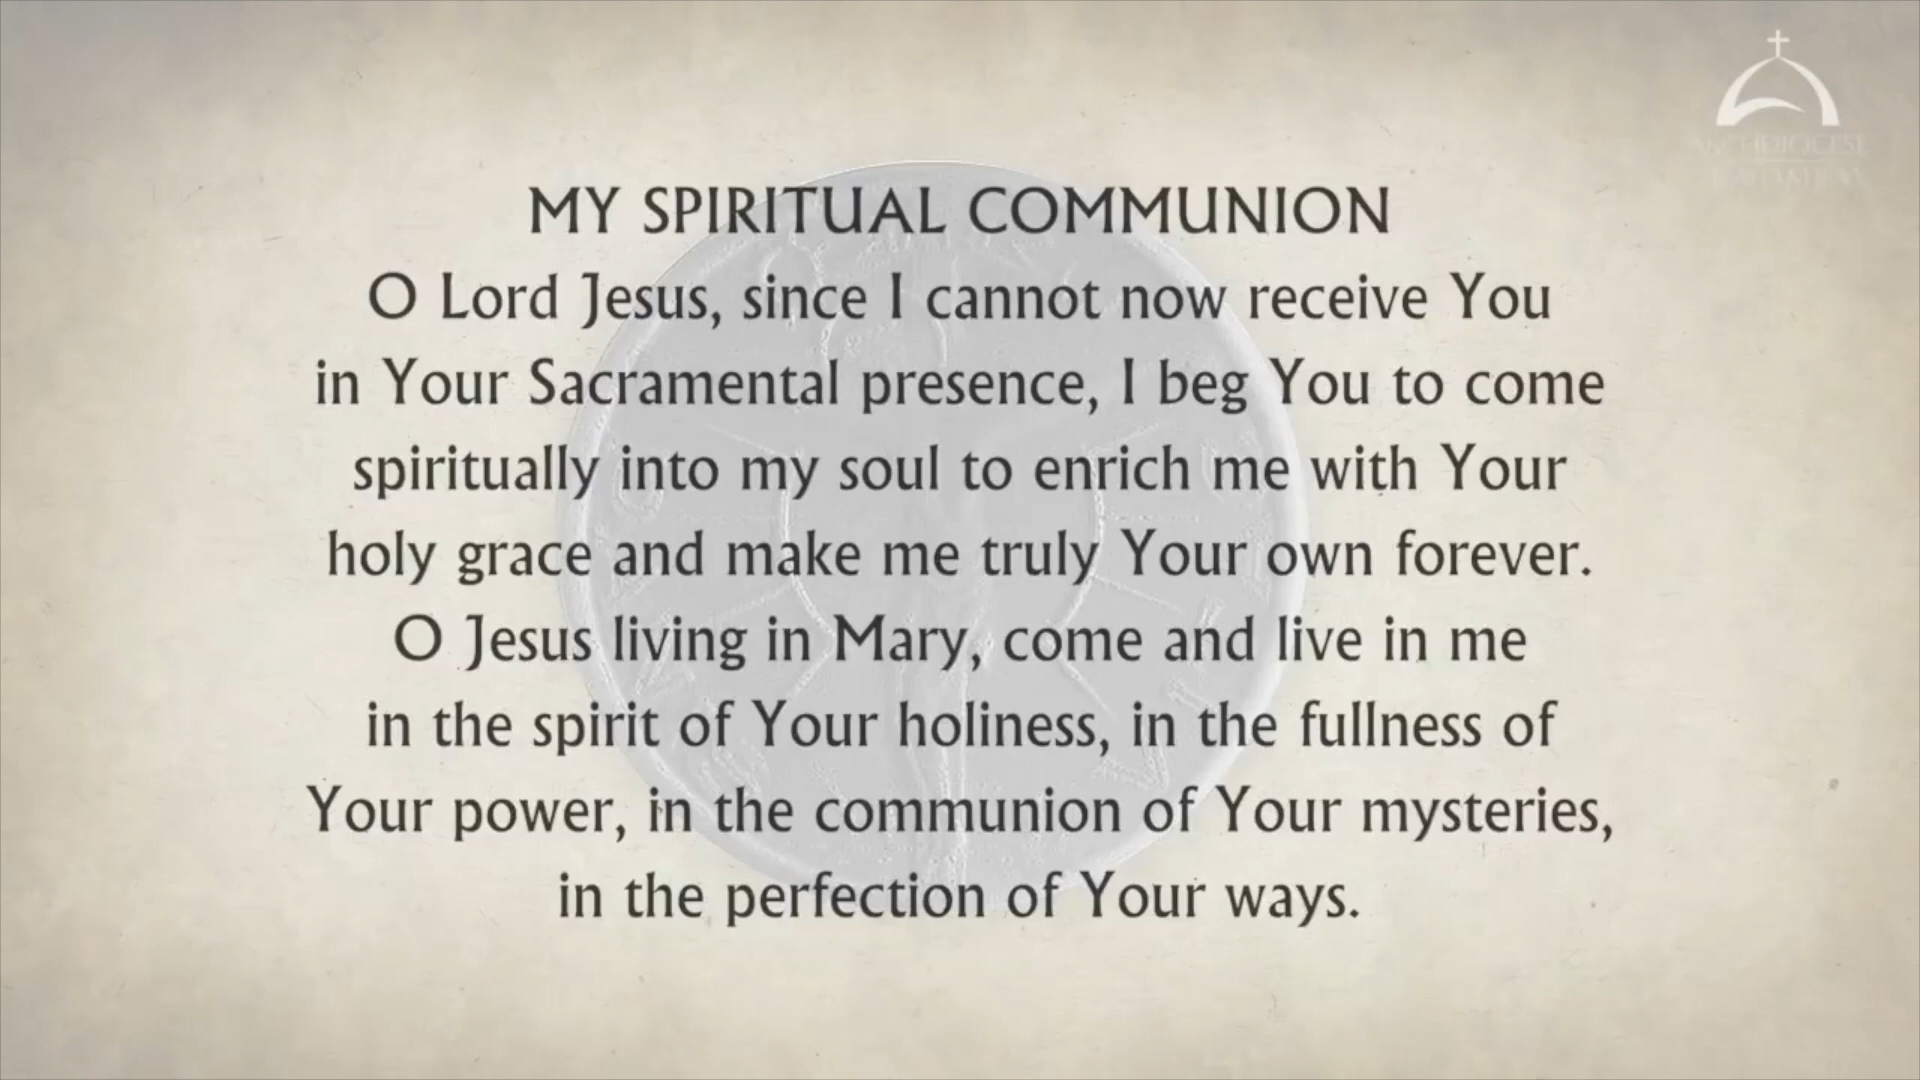 MY SPIRITUAL COMMUNION
O Lord Jesus, since I cannot now receive You
in Your Sacramental presence, I beg You to come
spiritually into my soul to enrich me with Your
holy grace and make me truly Your own forever.
O Jesus living in Mary, come and live in me
in the spirit of Your holiness, in the fullness of
Your power, in the communion of Your mysteries,
in the perfection of Your ways.
ARCHDIOCESE